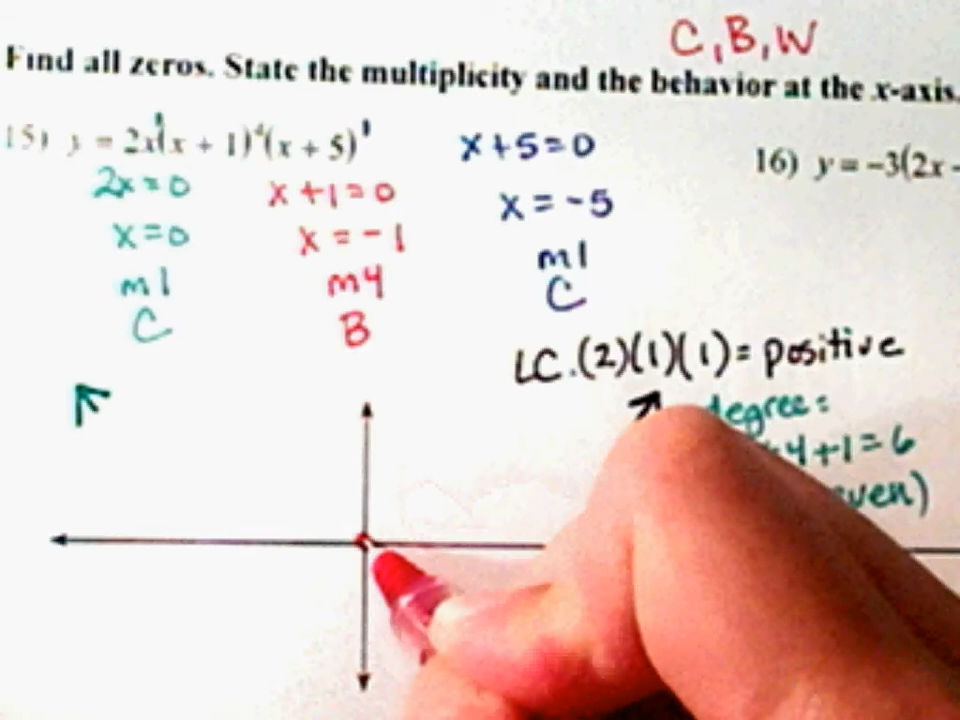 C, B, W
Find all zeros. State the multiplicity and the behavior at the x-axis.
15) y = 2x¹(x + 1)⁴(x + 5)¹
16) y = -3(2x -
2x=0
x=0
m1
C
x+1=0
x = -1
m4
B
x+5=0
x = -5
m1
C
LC.(2)(1)(1)= positive
degree:
+4+1=6
even)